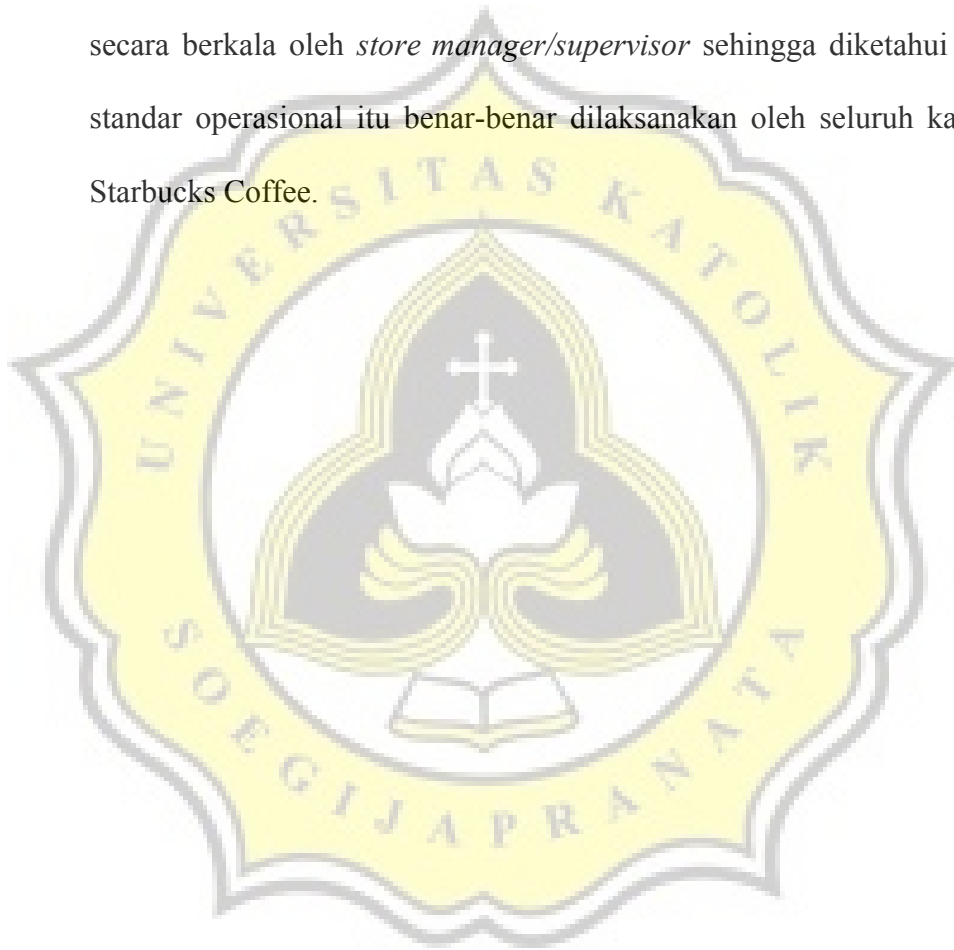 secara berkala oleh store manager/supervisor sehingga diketahui
standar operasional itu benar-benar dilaksanakan oleh seluruh ka
Starbucks Coffee.
UNIVERSITAS KATOLIK
SOEGIJAPRANATA